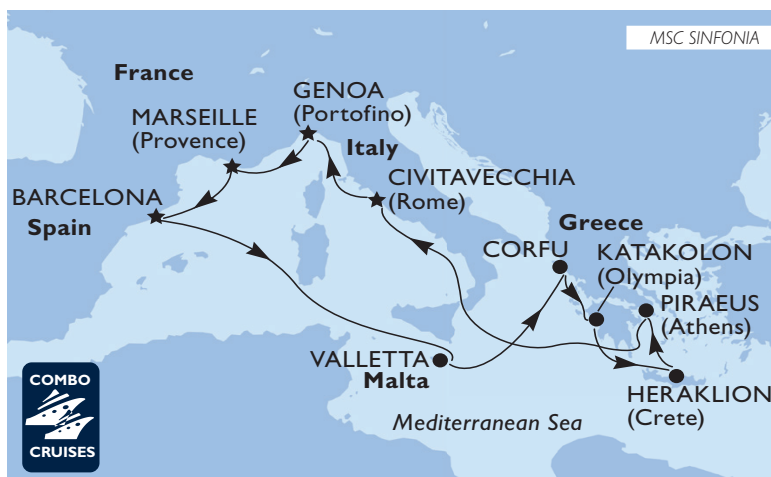 MSC SINFONIA
France
GENOA
(Portofino)
MARSEILLE
(Provence)
Italy
CIVITAVECCHIA
(Rome)
BARCELONA
Spain
Greece
CORFU
KATAKOLON
(Olympia)
PIRAEUS
(Athens)
VALLETTA
Malta
HERAKLION
(Crete)
Mediterranean Sea
COMBO
CRUISES